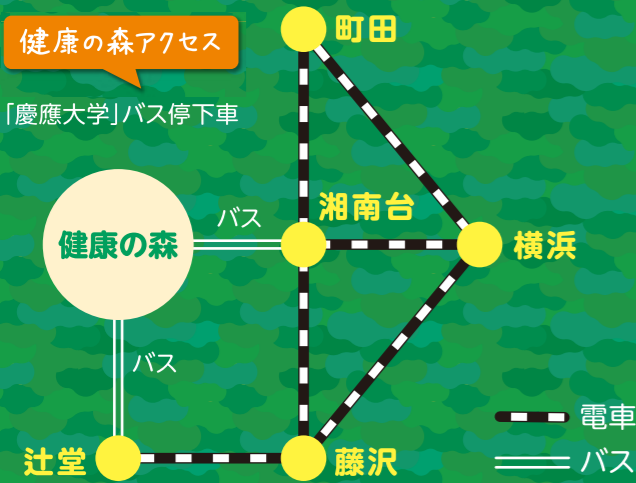 健康の森アクセス
「慶應大学」バス停下車
町田
湘南台
バス
健康の森
横浜
バス
辻堂
藤沢
電車
バス